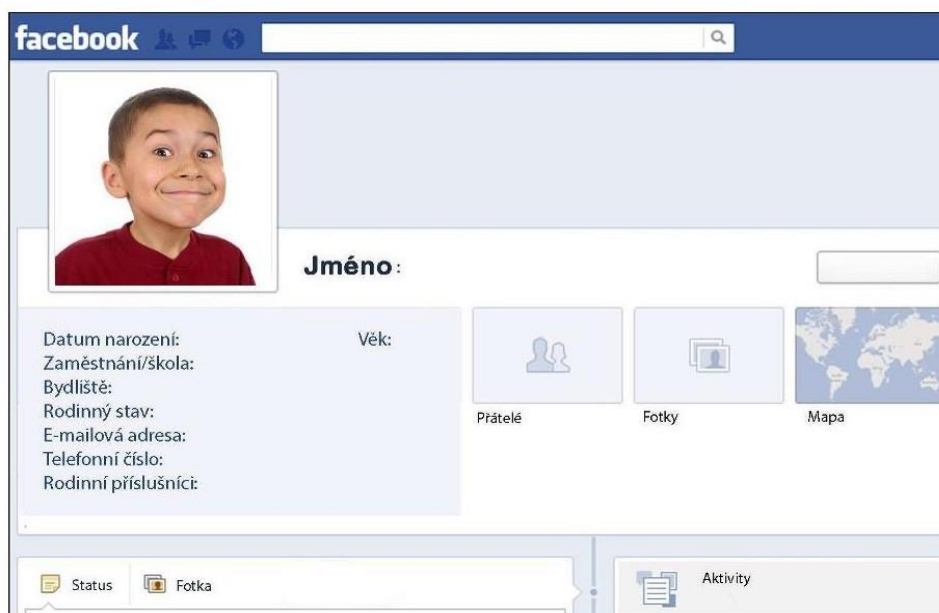 facebook
Jméno:
Datum narození:
Věk:
Zaměstnání/škola:
Bydliště:
Rodinný stav:
E-mailová adresa:
Telefonní číslo:
Rodinní příslušníci:
Přátelé
Fotky
Mapa
Status
Fotka
Aktivity